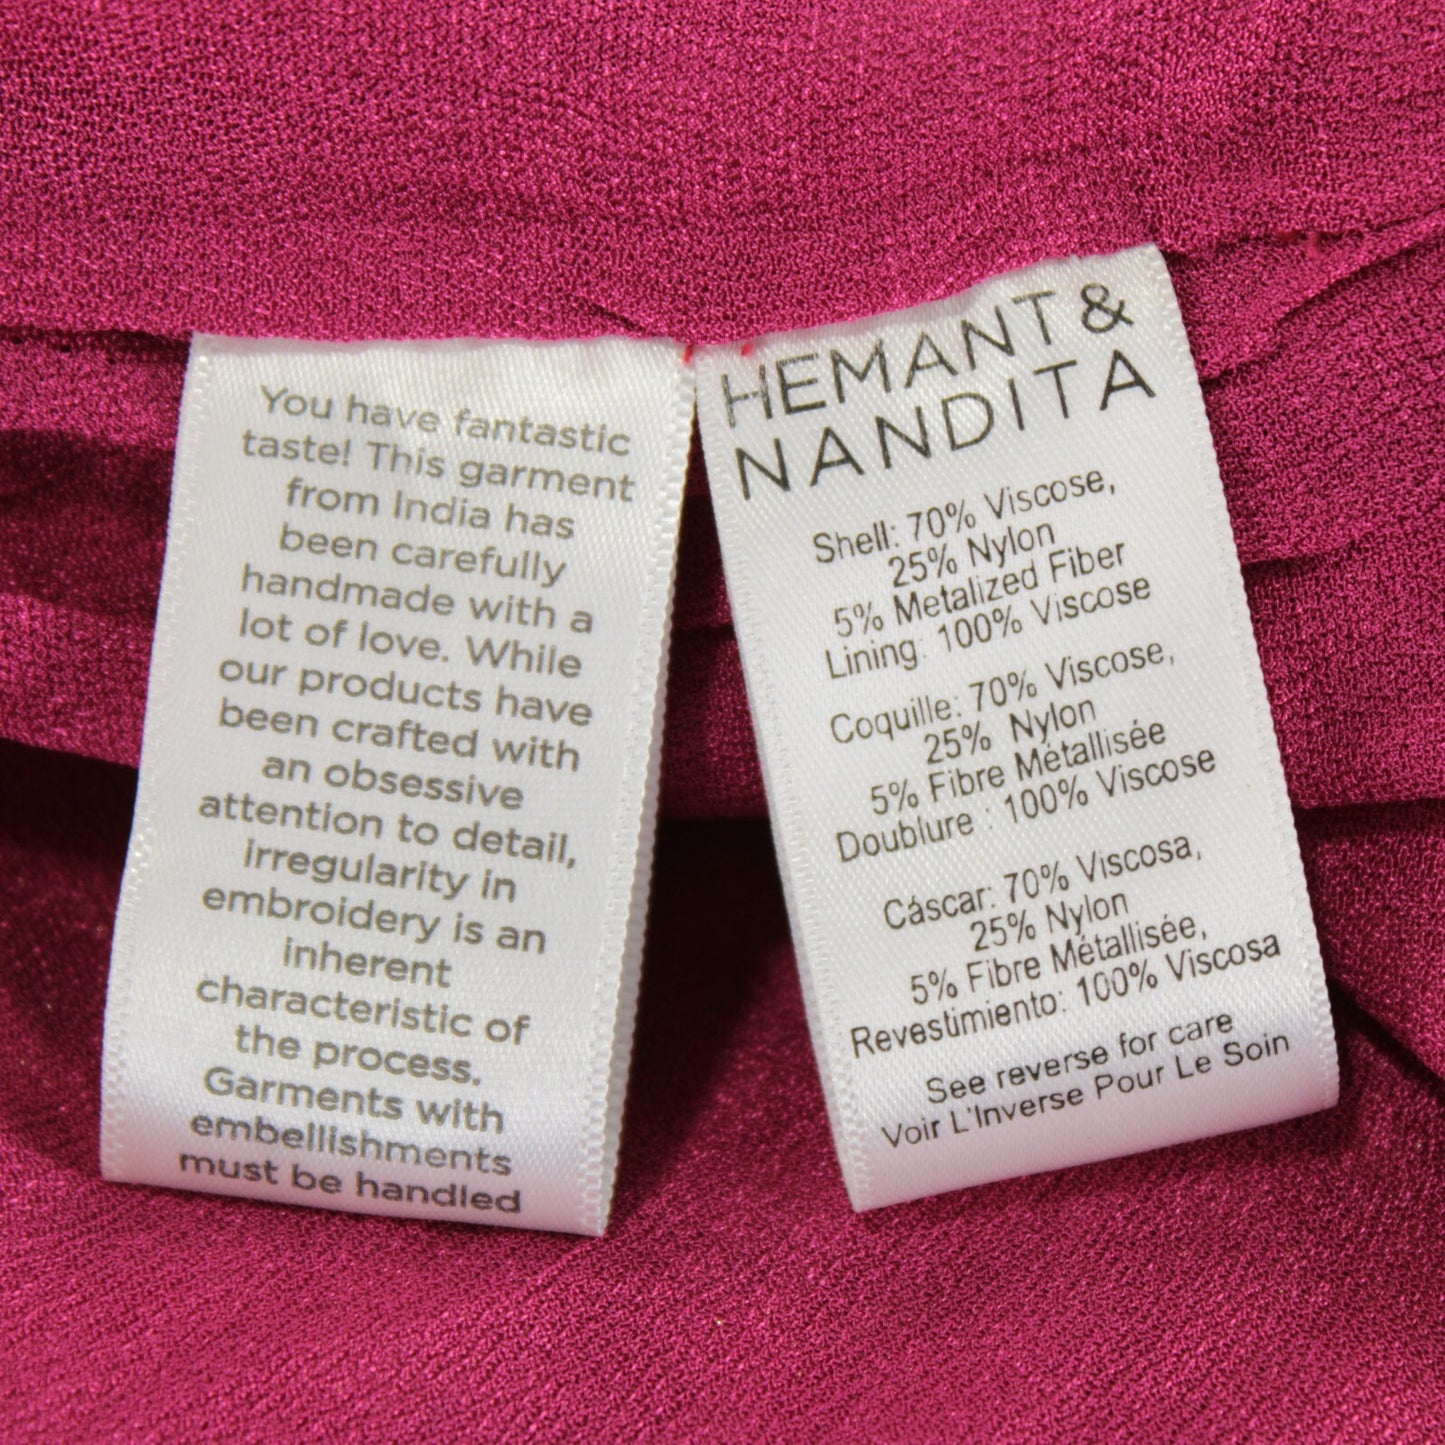 You have fantastic
taste! This garment
from India has
been carefully
handmade with a
lot of love. While
our products have
been crafted with
an obsessive
attention to detail,
irregularity in
embroidery is an
inherent
characteristic of
the process.
Garments with
embellishments
must be handled
HEMANT &
NANDITA
Shell: 70% Viscose,
25% Nylon
5% Metalized Fiber
Lining: 100% Viscose
Coquille: 70% Viscose,
25% Nylon
5% Fibre Métallisée
Doublure : 100% Viscose
Cáscar: 70% Viscosa,
25% Nylon
5% Fibre Métallisée,
Revestimiento: 100% Viscosa
See reverse for care
Voir L'Inverse Pour Le Soin